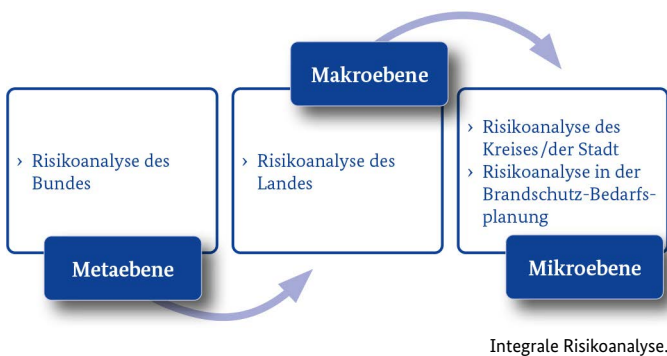 Makroebene
› Risikoanalyse des
Bundes
Metaebene
› Risikoanalyse des
Landes
› Risikoanalyse des
Kreises/der Stadt
› Risikoanalyse in der
Brandschutz-Bedarfs-
planung
Mikroebene
Integrale Risikoanalyse.